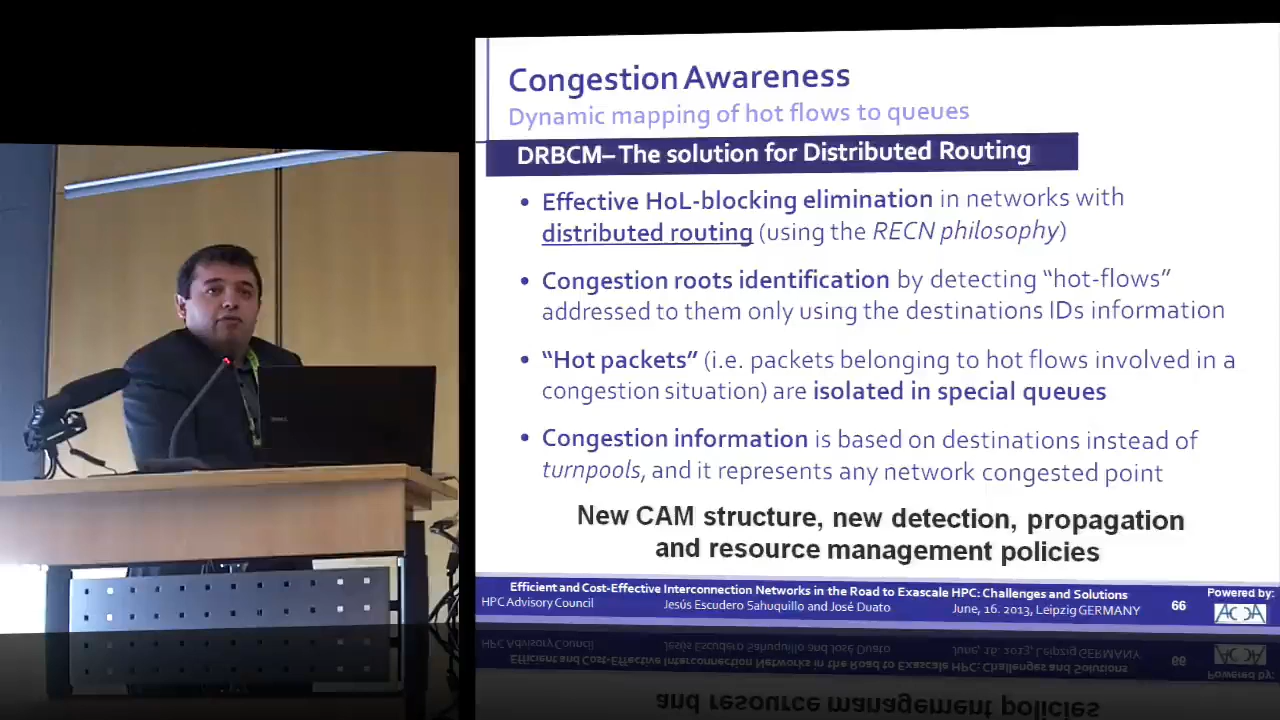 Congestion Awareness
Dynamic mapping of hot flows to queues
DRBCM– The solution for Distributed Routing
• Effective HoL-blocking elimination in networks with
distributed routing (using the RECN philosophy)
• Congestion roots identification by detecting “hot-flows”
addressed to them only using the destinations IDs information
• “Hot packets” (i.e. packets belonging to hot flows involved in a
congestion situation) are isolated in special queues
• Congestion information is based on destinations instead of
turnpools, and it represents any network congested point
New CAM structure, new detection, propagation
and resource management policies
Efficient and Cost-Effective Interconnection Networks in the Road to Exascale HPC: Challenges and Solutions
HPC Advisory Council Jesús Escudero Sahuquillo and José Duato June, 16. 2013, Leipzig GERMANY 66
Powered by: